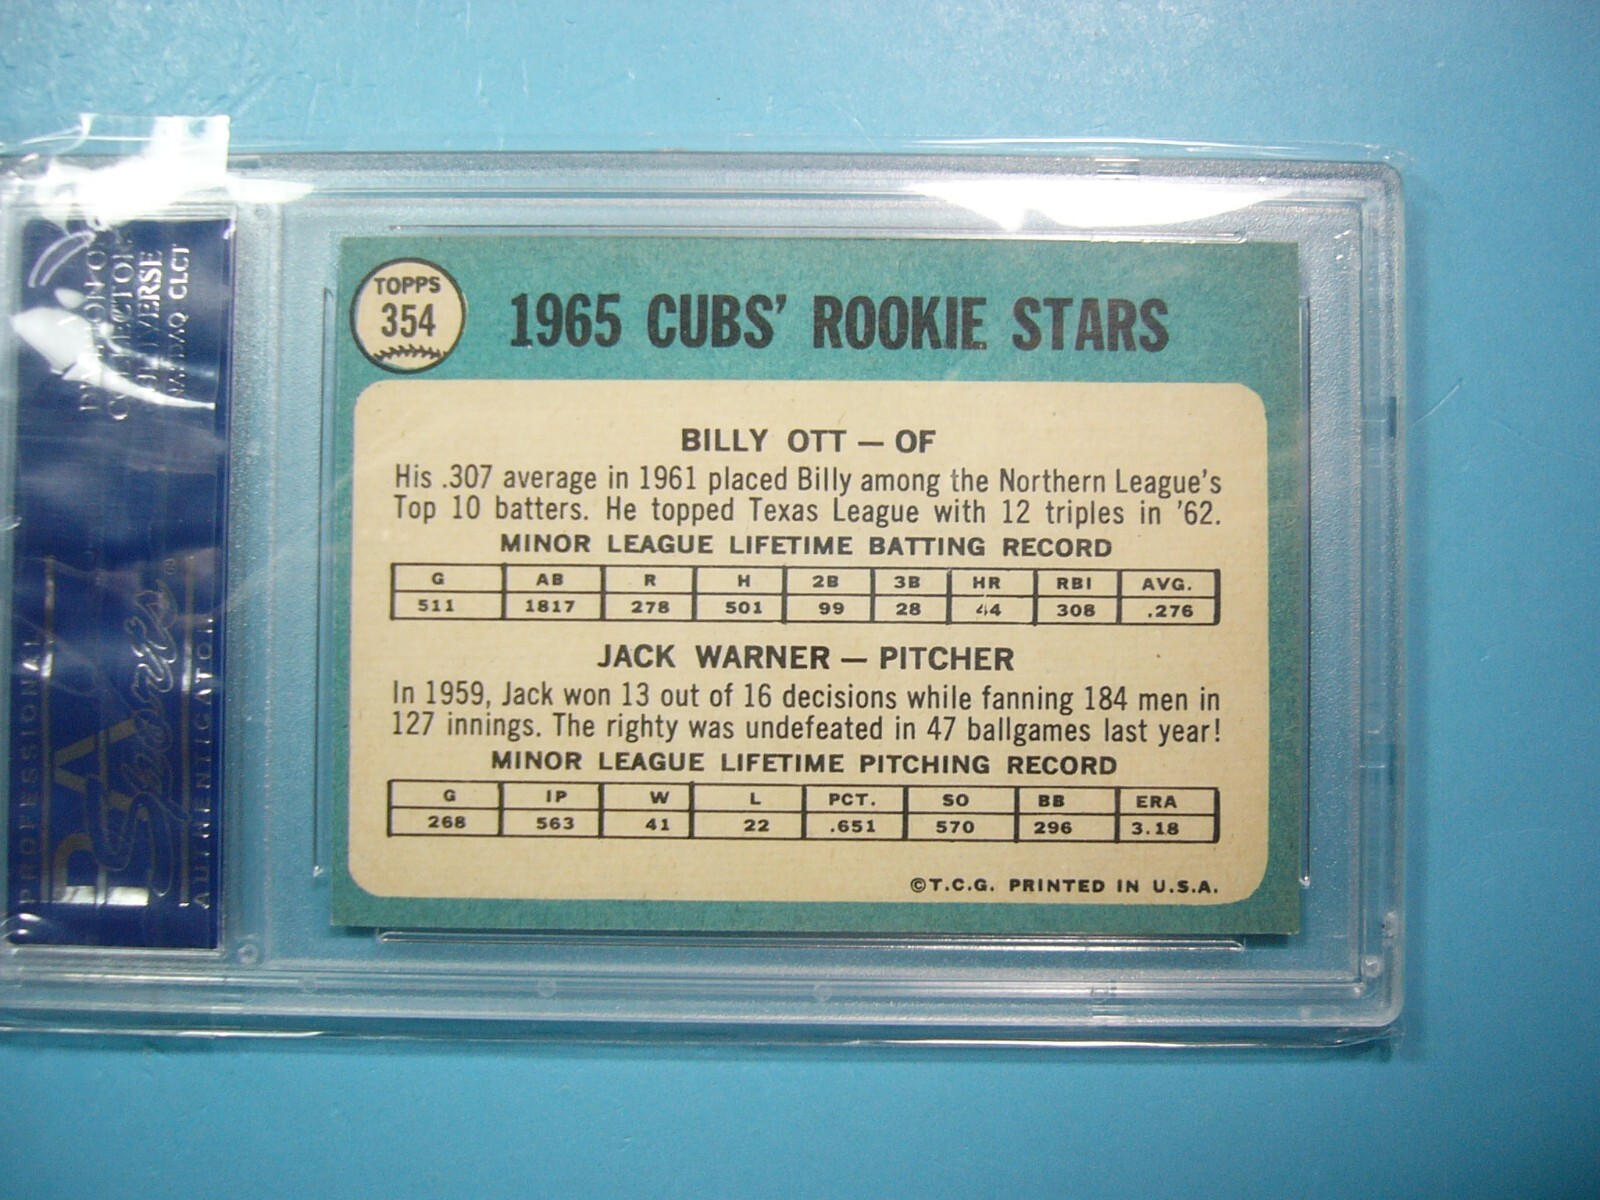 TOPPS
354
1965 CUBS' ROOKIE STARS
BILLY OTT — OF
His .307 average in 1961 placed Billy among the Northern League's
Top 10 batters. He topped Texas League with 12 triples in '62.
MINOR LEAGUE LIFETIME BATTING RECORD
G AB R H 2B 3B HR RBI AVG.
511 1817 278 501 99 28 44 308 .276
JACK WARNER — PITCHER
In 1959, Jack won 13 out of 16 decisions while fanning 184 men in
127 innings. The righty was undefeated in 47 ballgames last year!
MINOR LEAGUE LIFETIME PITCHING RECORD
G IP W L PCT. SO BB ERA
268 563 41 22 .651 570 296 3.18
©T.C.G. PRINTED IN U.S.A.
PROFESSIONAL
Sports
AUTHENTICATOR